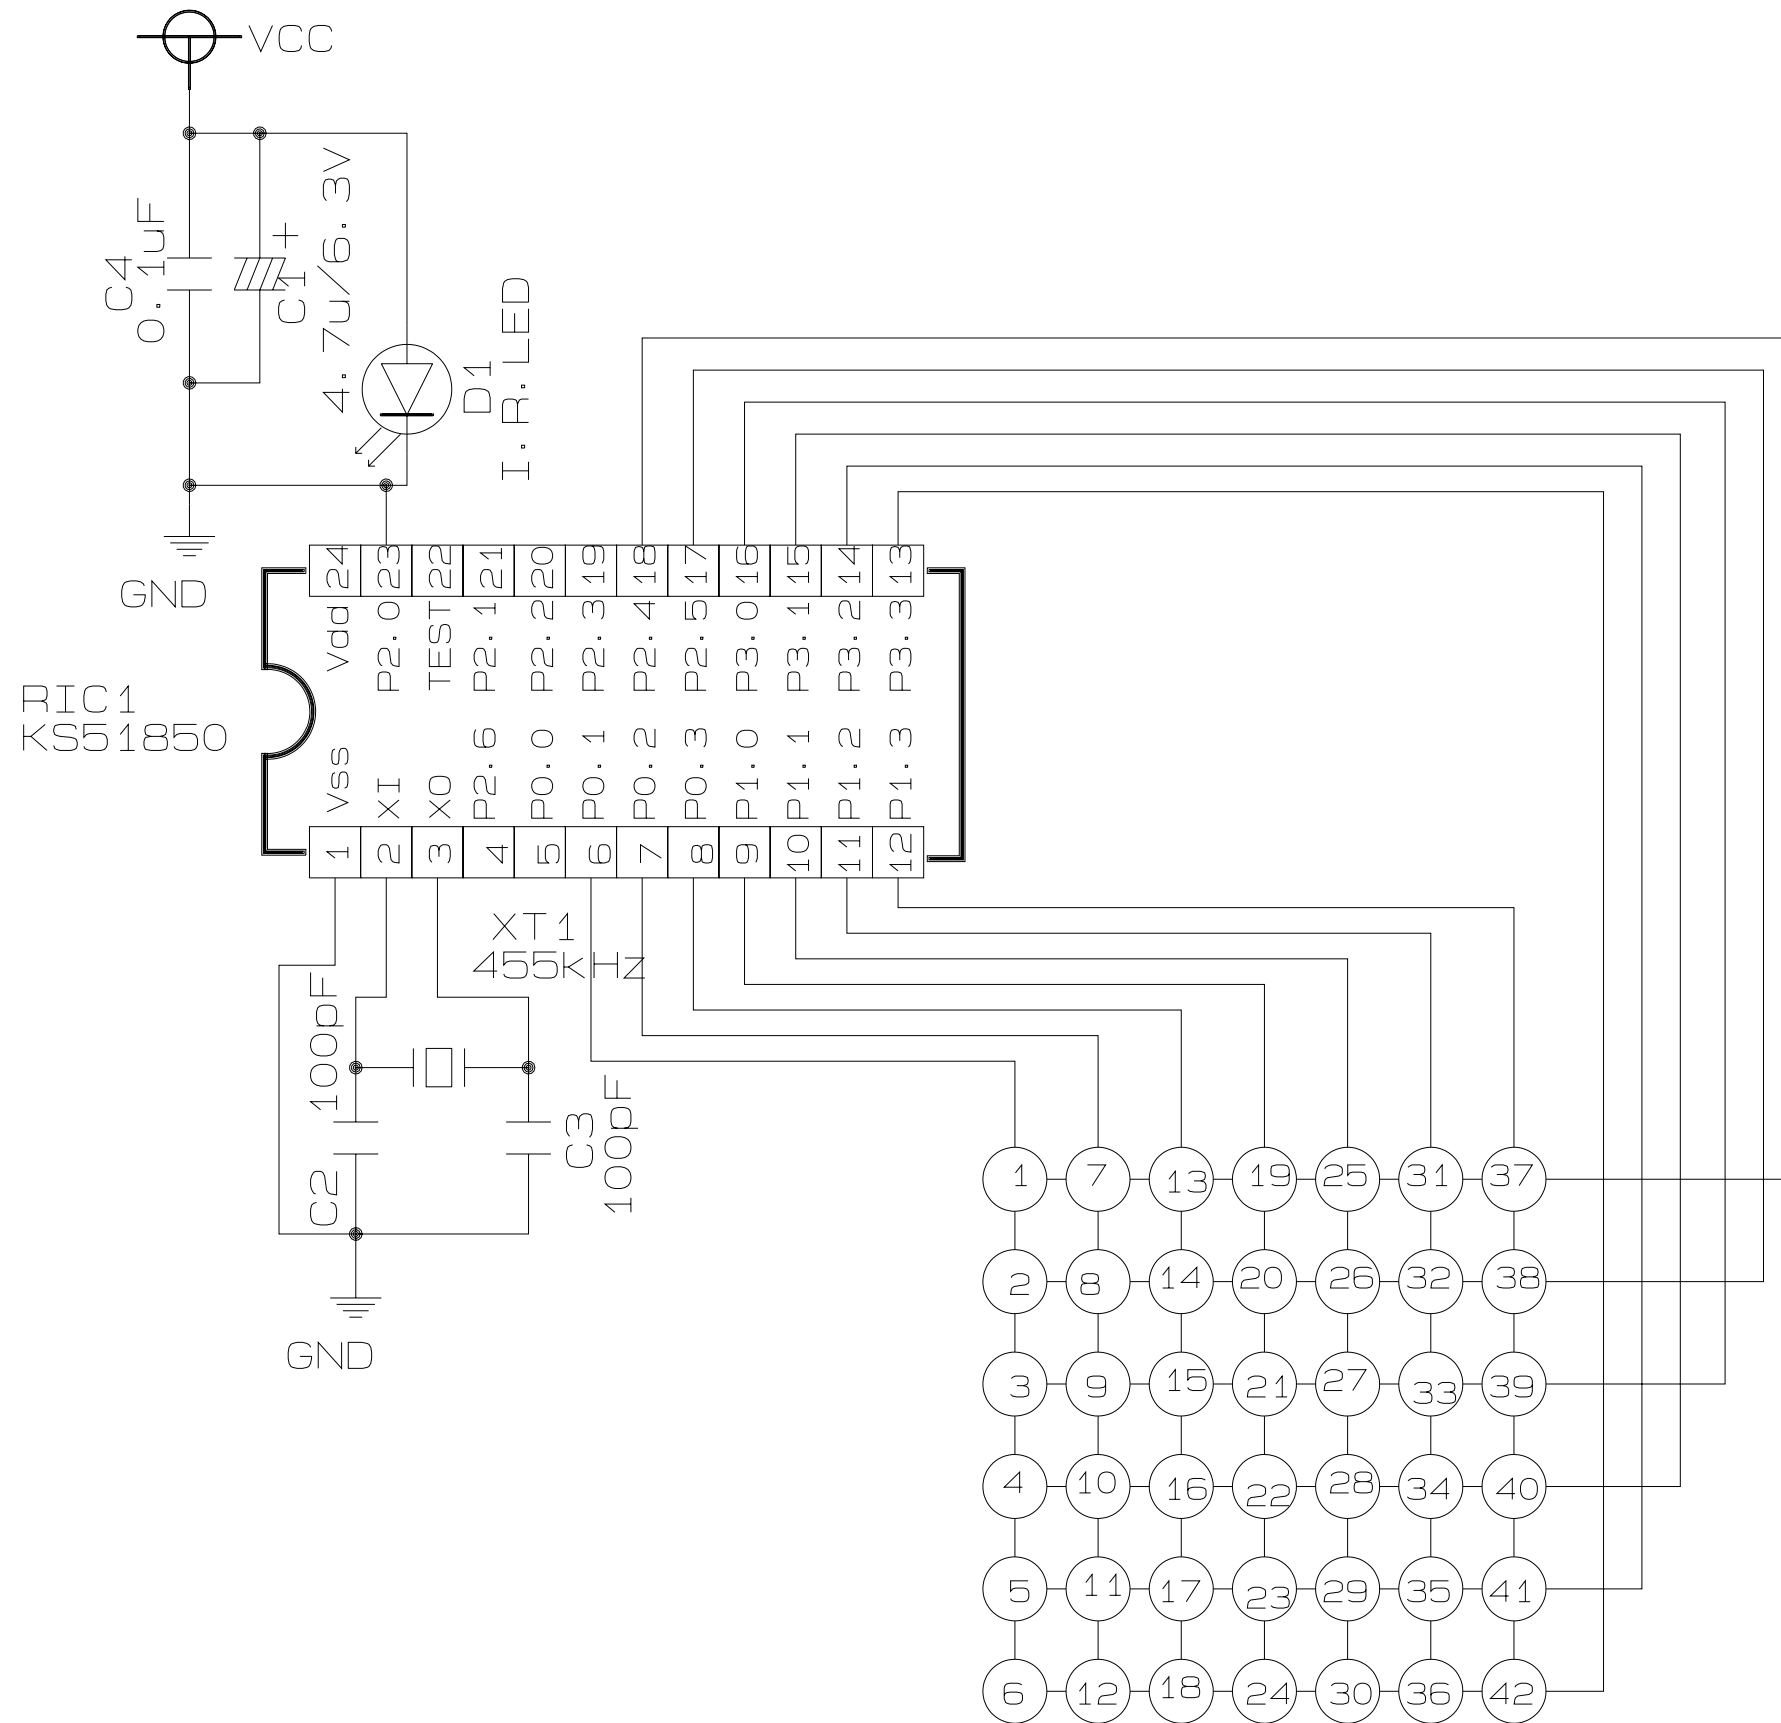 VCC
C4
0.1uF
C1 +
4.7u/6.3V
D1
I.R.LED
GND
24 23 22 21 20 19 18 17 16 15 14 13
Vdd P2.0 TEST P2.1 P2.2 P2.3 P2.4 P2.5 P3.0 P3.1 P3.2 P3.3
RIC1
KS51850
Vss XI XO P2.6 P0.0 P0.1 P0.2 P0.3 P1.0 P1.1 P1.2 P1.3
1 2 3 4 5 6 7 8 9 10 11 12
XT1
455kHz
100pF
C2
C3
100pF
GND
1 7 13 19 25 31 37
2 8 14 20 26 32 38
3 9 15 21 27 33 39
4 10 16 22 28 34 40
5 11 17 23 29 35 41
6 12 18 24 30 36 42